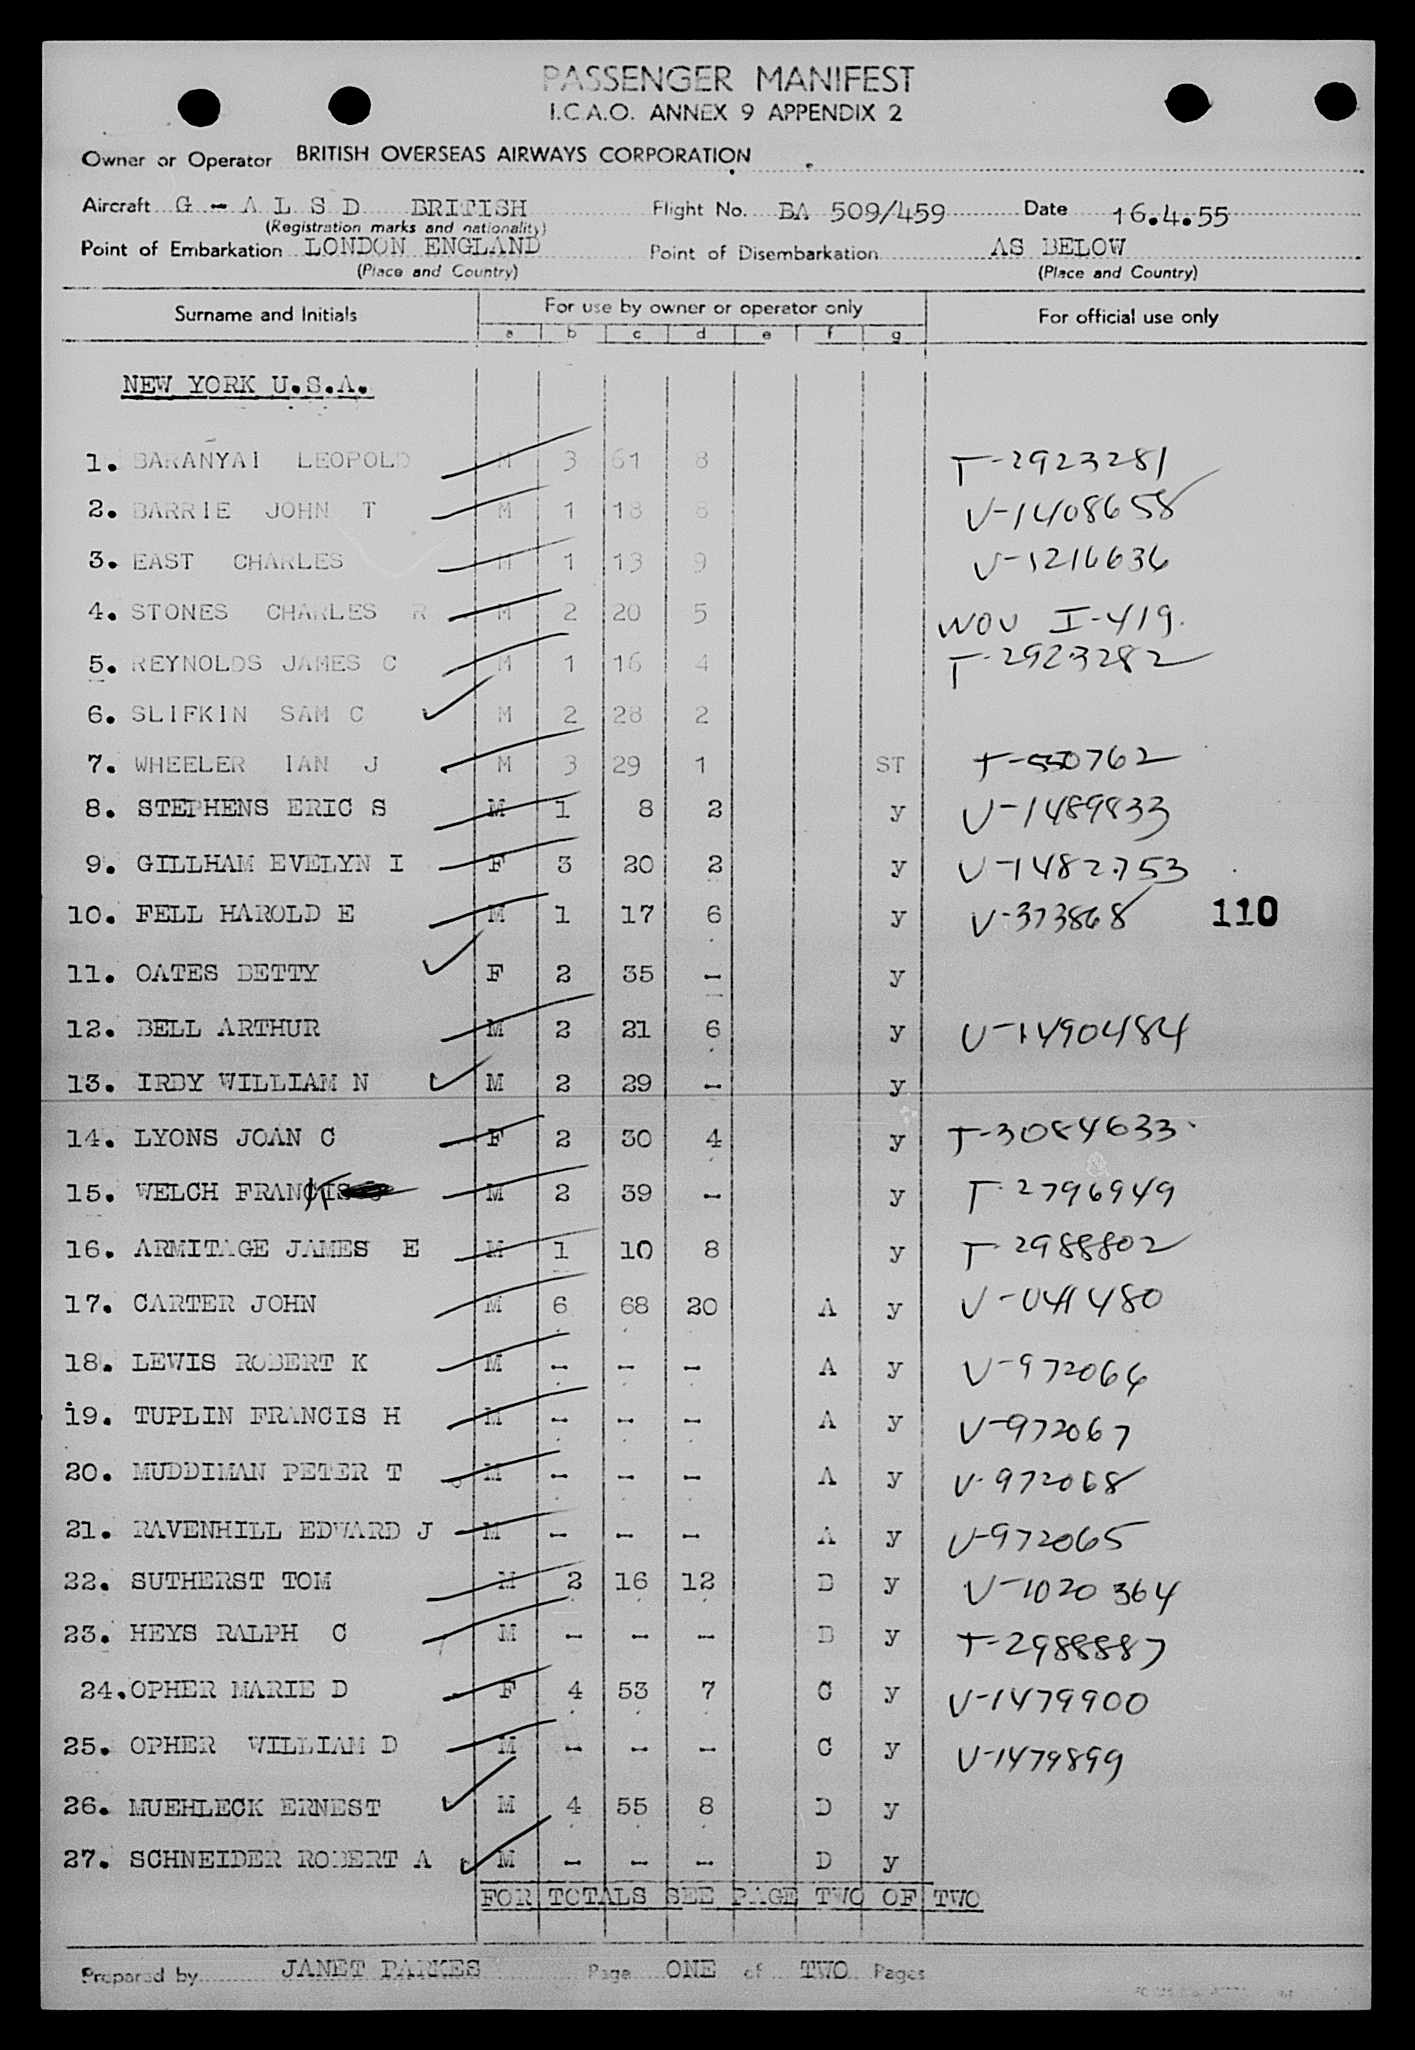 PASSENGER MANIFEST
I.C.A.O. ANNEX 9 APPENDIX 2
Owner or Operator BRITISH OVERSEAS AIRWAYS CORPORATION
Aircraft G - A L S D BRITISH Flight No. BA 509/459 Date 16.4.55
(Registration marks and nationality)
Point of Embarkation LONDON ENGLAND Point of Disembarkation AS BELOW
(Place and Country) (Place and Country)
Surname and Initials For use by owner or operator only For official use only
a b c d e f g
NEW YORK U.S.A.
1. BARANYAI LEOPOLD M 3 61 8 T-2923281
2. BARRIE JOHN T M 1 18 8 V-1408658
3. EAST CHARLES M 1 13 9 V-1216636
4. STONES CHARLES R M 2 20 5 WOV I-419.
5. REYNOLDS JAMES C M 1 16 4 T-2923282
6. SLIFKIN SAM C M 2 28 2
7. WHEELER IAN J M 3 29 1 ST T-550762
8. STEPHENS ERIC S M 1 8 2 y V-1489833
9. GILLHAM EVELYN I F 3 20 2 y V-1482753
10. FELL HAROLD E M 1 17 6 y V-373868 110
11. OATES BETTY F 2 35 - y
12. BELL ARTHUR M 2 21 6 y V-1490484
13. IRBY WILLIAM N M 2 29 - y
14. LYONS JOAN C F 2 30 4 y T-3084633
15. WELCH FRANCIS M 2 39 - y T-2796949
16. ARMITAGE JAMES E M 1 10 8 y T-2988802
17. CARTER JOHN M 6 68 20 A y
18. LEWIS ROBERT K M - - - A y V-972064
19. TUPLIN FRANCIS H M - - - A y V-972067
20. MUDDIMAN PETER T M - - - A y V-972068
21. RAVENHILL EDWARD J M - - - A y V-972065
22. SUTHERST TOM M 2 16 12 B y V-1020364
23. HEYS RALPH C M - - - B y T-2988887
24. OPHER MARIE D F 4 53 7 C y V-1479900
25. OPHER WILLIAM D M - - - C y V-1479899
26. MUEHLECK ERNEST M 4 55 8 D y
27. SCHNEIDER ROBERT A M - - - D y
FOR TOTALS SEE PAGE TWO OF TWO
Prepared by JANET PARKES Page ONE of TWO Pages